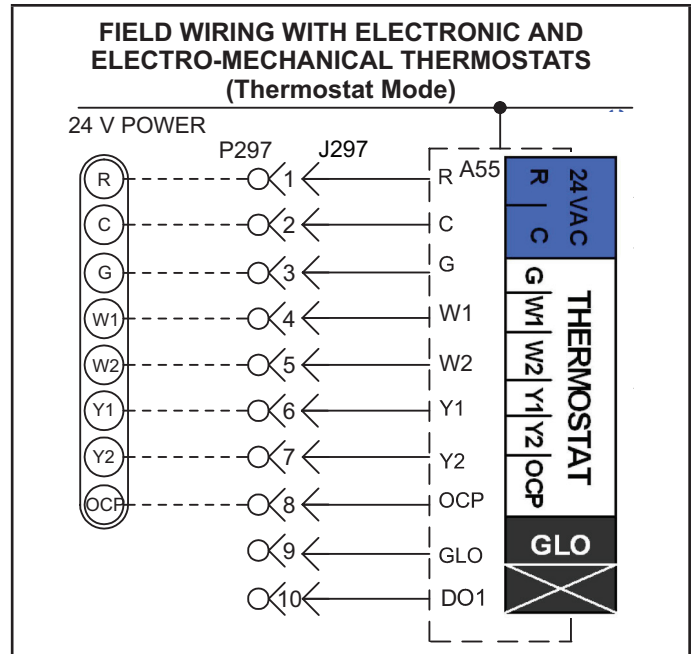 FIELD WIRING WITH ELECTRONIC AND
ELECTRO-MECHANICAL THERMOSTATS
(Thermostat Mode)
24 V POWER
P297 J297
A55
R 1 R
C 2 C
G 3 G
W1 4 W1
W2 5 W2
Y1 6 Y1
Y2 7 Y2
OCP 8 OCP
9 GLO
10 DO1
24VAC
R C
THERMOSTAT
G W1 W2 Y1 Y2 OCP
GLO